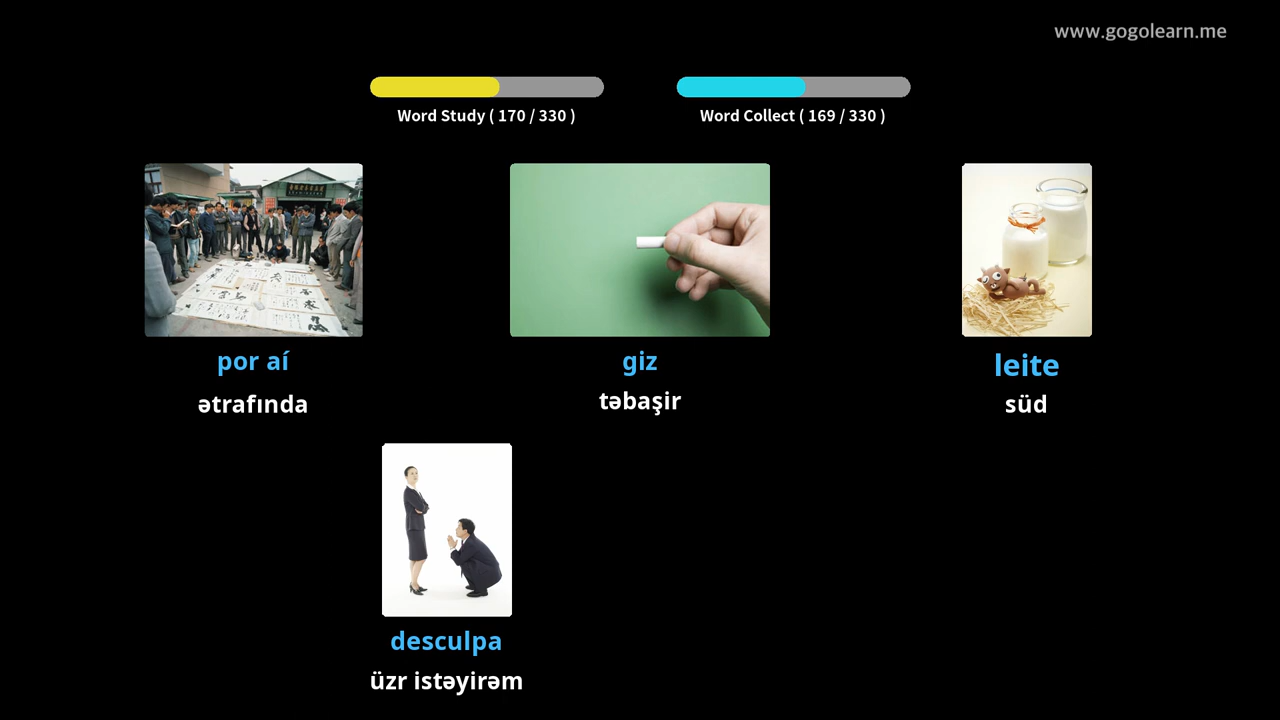 www.gogolearn.me
Word Study ( 170 / 330 )
Word Collect ( 169 / 330 )
por aí
ətrafında
giz
təbaşir
leite
süd
desculpa
üzr istəyirəm